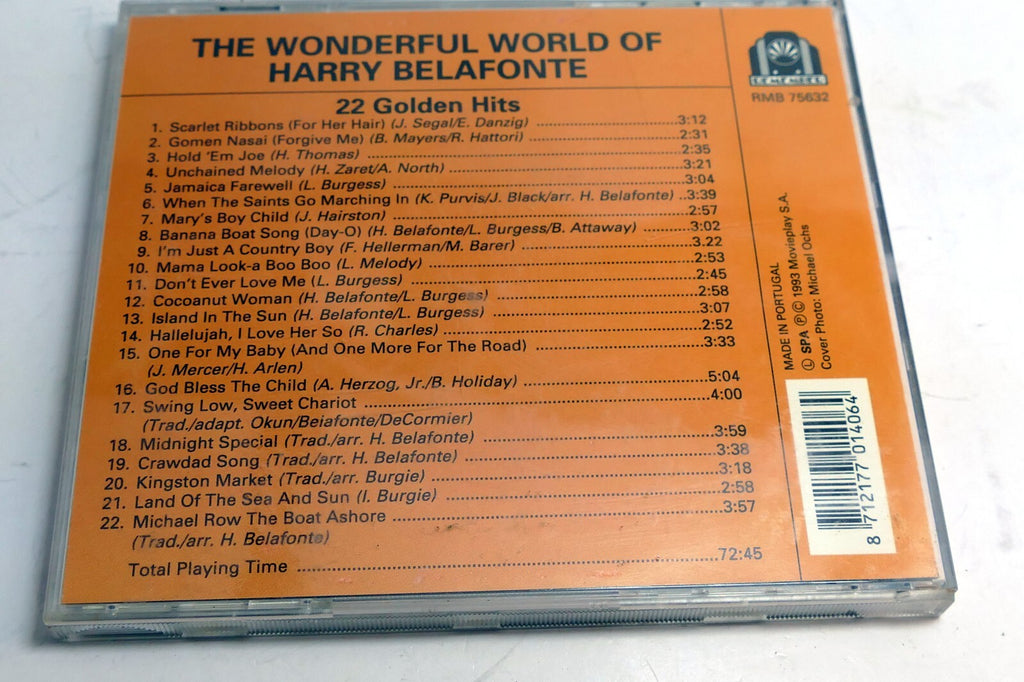 THE WONDERFUL WORLD OF
HARRY BELAFONTE
22 Golden Hits
1. Scarlet Ribbons (For Her Hair) (J. Segal/E. Danzig) 3:12
2. Gomen Nasai (Forgive Me) (B. Mayers/R. Hattori) 2:31
3. Hold 'Em Joe (H. Thomas) 2:35
4. Unchained Melody (H. Zaret/A. North) 3:21
5. Jamaica Farewell (L. Burgess) 3:04
6. When The Saints Go Marching In (K. Purvis/J. Black/arr. H. Belafonte) 3:39
7. Mary's Boy Child (J. Hairston) 2:57
8. Banana Boat Song (Day-O) (H. Belafonte/L. Burgess/B. Attaway) 3:02
9. I'm Just A Country Boy (F. Hellerman/M. Barer) 3.22
10. Mama Look-a Boo Boo (L. Melody) 2:53
11. Don't Ever Love Me (L. Burgess) 2:45
12. Cocoanut Woman (H. Belafonte/L. Burgess) 2:58
13. Island In The Sun (H. Belafonte/L. Burgess) 3:07
14. Hallelujah, I Love Her So (R. Charles) 2:52
15. One For My Baby (And One More For The Road) 3:33
(J. Mercer/H. Arlen)
16. God Bless The Child (A. Herzog, Jr./B. Holiday) 5:04
17. Swing Low, Sweet Chariot 4:00
(Trad./adapt. Okun/Belafonte/DeCormier)
18. Midnight Special (Trad./arr. H. Belafonte) 3:59
19. Crawdad Song (Trad./arr. H. Belafonte) 3:38
20. Kingston Market (Trad./arr. Burgie) 3:18
21. Land Of The Sea And Sun (I. Burgie) 2:58
22. Michael Row The Boat Ashore 3:57
(Trad./arr. H. Belafonte)
Total Playing Time 72:45
REMEMBER
RMB 75632
MADE IN PORTUGAL
Ⓛ SPA ℗© 1993 Movieplay S.A.
Cover Photo: Michael Ochs
8 712177 014064